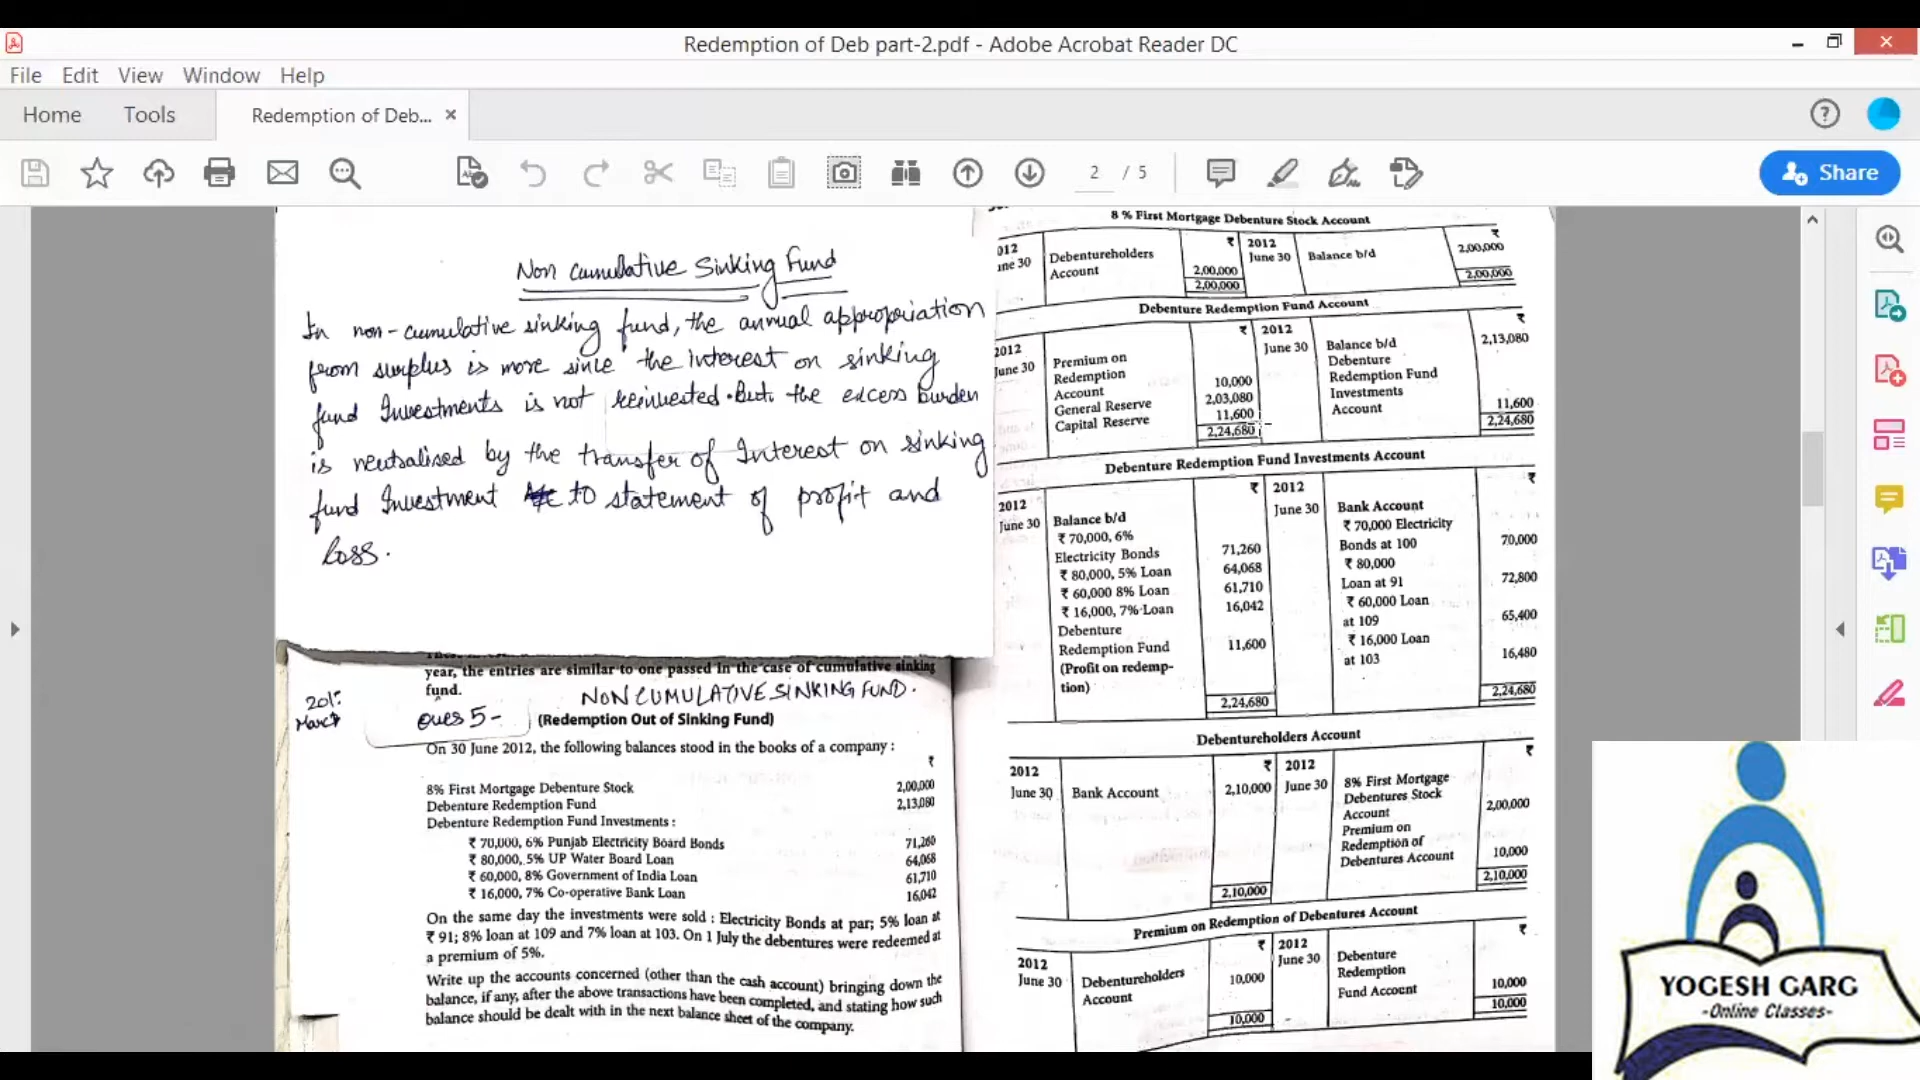 Redemption of Deb part-2.pdf - Adobe Acrobat Reader DC
File Edit View Window Help
Home Tools Redemption of Deb... ×
2 / 5
Share
Non cumulative Sinking Fund
In non-cumulative sinking fund, the annual appropriation
from surplus is more since the interest on sinking
fund Investments is not reinvested. But the excess burden
is neutralised by the transfer of Interest on sinking
fund Investment to statement of profit and
loss.
year, the entries are similar to one passed in the case of cumulative sinking
fund.
NON CUMULATIVE SINKING FUND.
Ques 5- (Redemption Out of Sinking Fund)
On 30 June 2012, the following balances stood in the books of a company :
₹
8% First Mortgage Debenture Stock 2,00,000
Debenture Redemption Fund 2,13,080
Debenture Redemption Fund Investments :
₹ 70,000, 6% Punjab Electricity Board Bonds 71,260
₹ 80,000, 5% UP Water Board Loan 64,068
₹ 60,000, 8% Government of India Loan 61,710
₹ 16,000, 7% Co-operative Bank Loan 16,042
On the same day the investments were sold : Electricity Bonds at par; 5% loan at
₹ 91; 8% loan at 109 and 7% loan at 103. On 1 July the debentures were redeemed at
a premium of 5%.
Write up the accounts concerned (other than the cash account) bringing down the
balance, if any, after the above transactions have been completed, and stating how such
balance should be dealt with in the next balance sheet of the company.
8 % First Mortgage Debenture Stock Account
₹ 2012 ₹
Debentureholders June 30 Balance b/d 2,00,000
Account 2,00,000 2,00,000
2,00,000
Debenture Redemption Fund Account
₹ 2012 ₹
2012 Premium on June 30 Balance b/d 2,13,080
June 30 Redemption Debenture
Account 10,000 Redemption Fund
General Reserve 2,03,080 Investments
Capital Reserve 11,600 Account 11,600
2,24,680 2,24,680
Debenture Redemption Fund Investments Account
₹ 2012 ₹
2012 Balance b/d June 30 Bank Account
June 30 ₹ 70,000, 6% ₹ 70,000 Electricity
Electricity Bonds 71,260 Bonds at 100 70,000
₹ 80,000, 5% Loan 64,068 ₹ 80,000
₹ 60,000 8% Loan 61,710 Loan at 91 72,800
₹ 16,000, 7% Loan 16,042 ₹ 60,000 Loan
Debenture at 109 65,400
Redemption Fund 11,600 ₹ 16,000 Loan
(Profit on redemp- at 103 16,480
tion)
2,24,680 2,24,680
Debentureholders Account
2012 ₹ 2012 ₹
June 30 Bank Account 2,10,000 June 30 8% First Mortgage
Debentures Stock
Account 2,00,000
Premium on
Redemption of
Debentures Account 10,000
2,10,000 2,10,000
Premium on Redemption of Debentures Account
2012 ₹ 2012 ₹
June 30 Debentureholders June 30 Debenture
Account 10,000 Redemption
Fund Account 10,000
10,000 10,000
YOGESH GARG
-Online Classes-